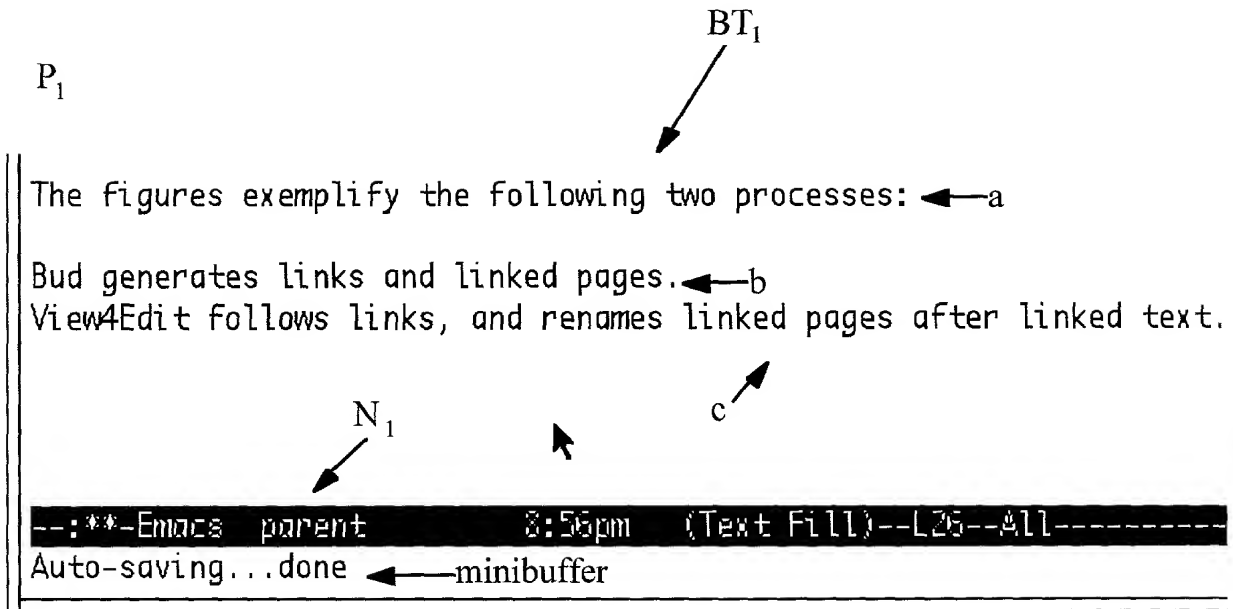 BT1
P1
The figures exemplify the following two processes: a
Bud generates links and linked pages. b
View4Edit follows links, and renames linked pages after linked text.
c
N1
--:**-Emacs parent 8:56pm (Text Fill)--L26--All----------
Auto-saving...done minibuffer